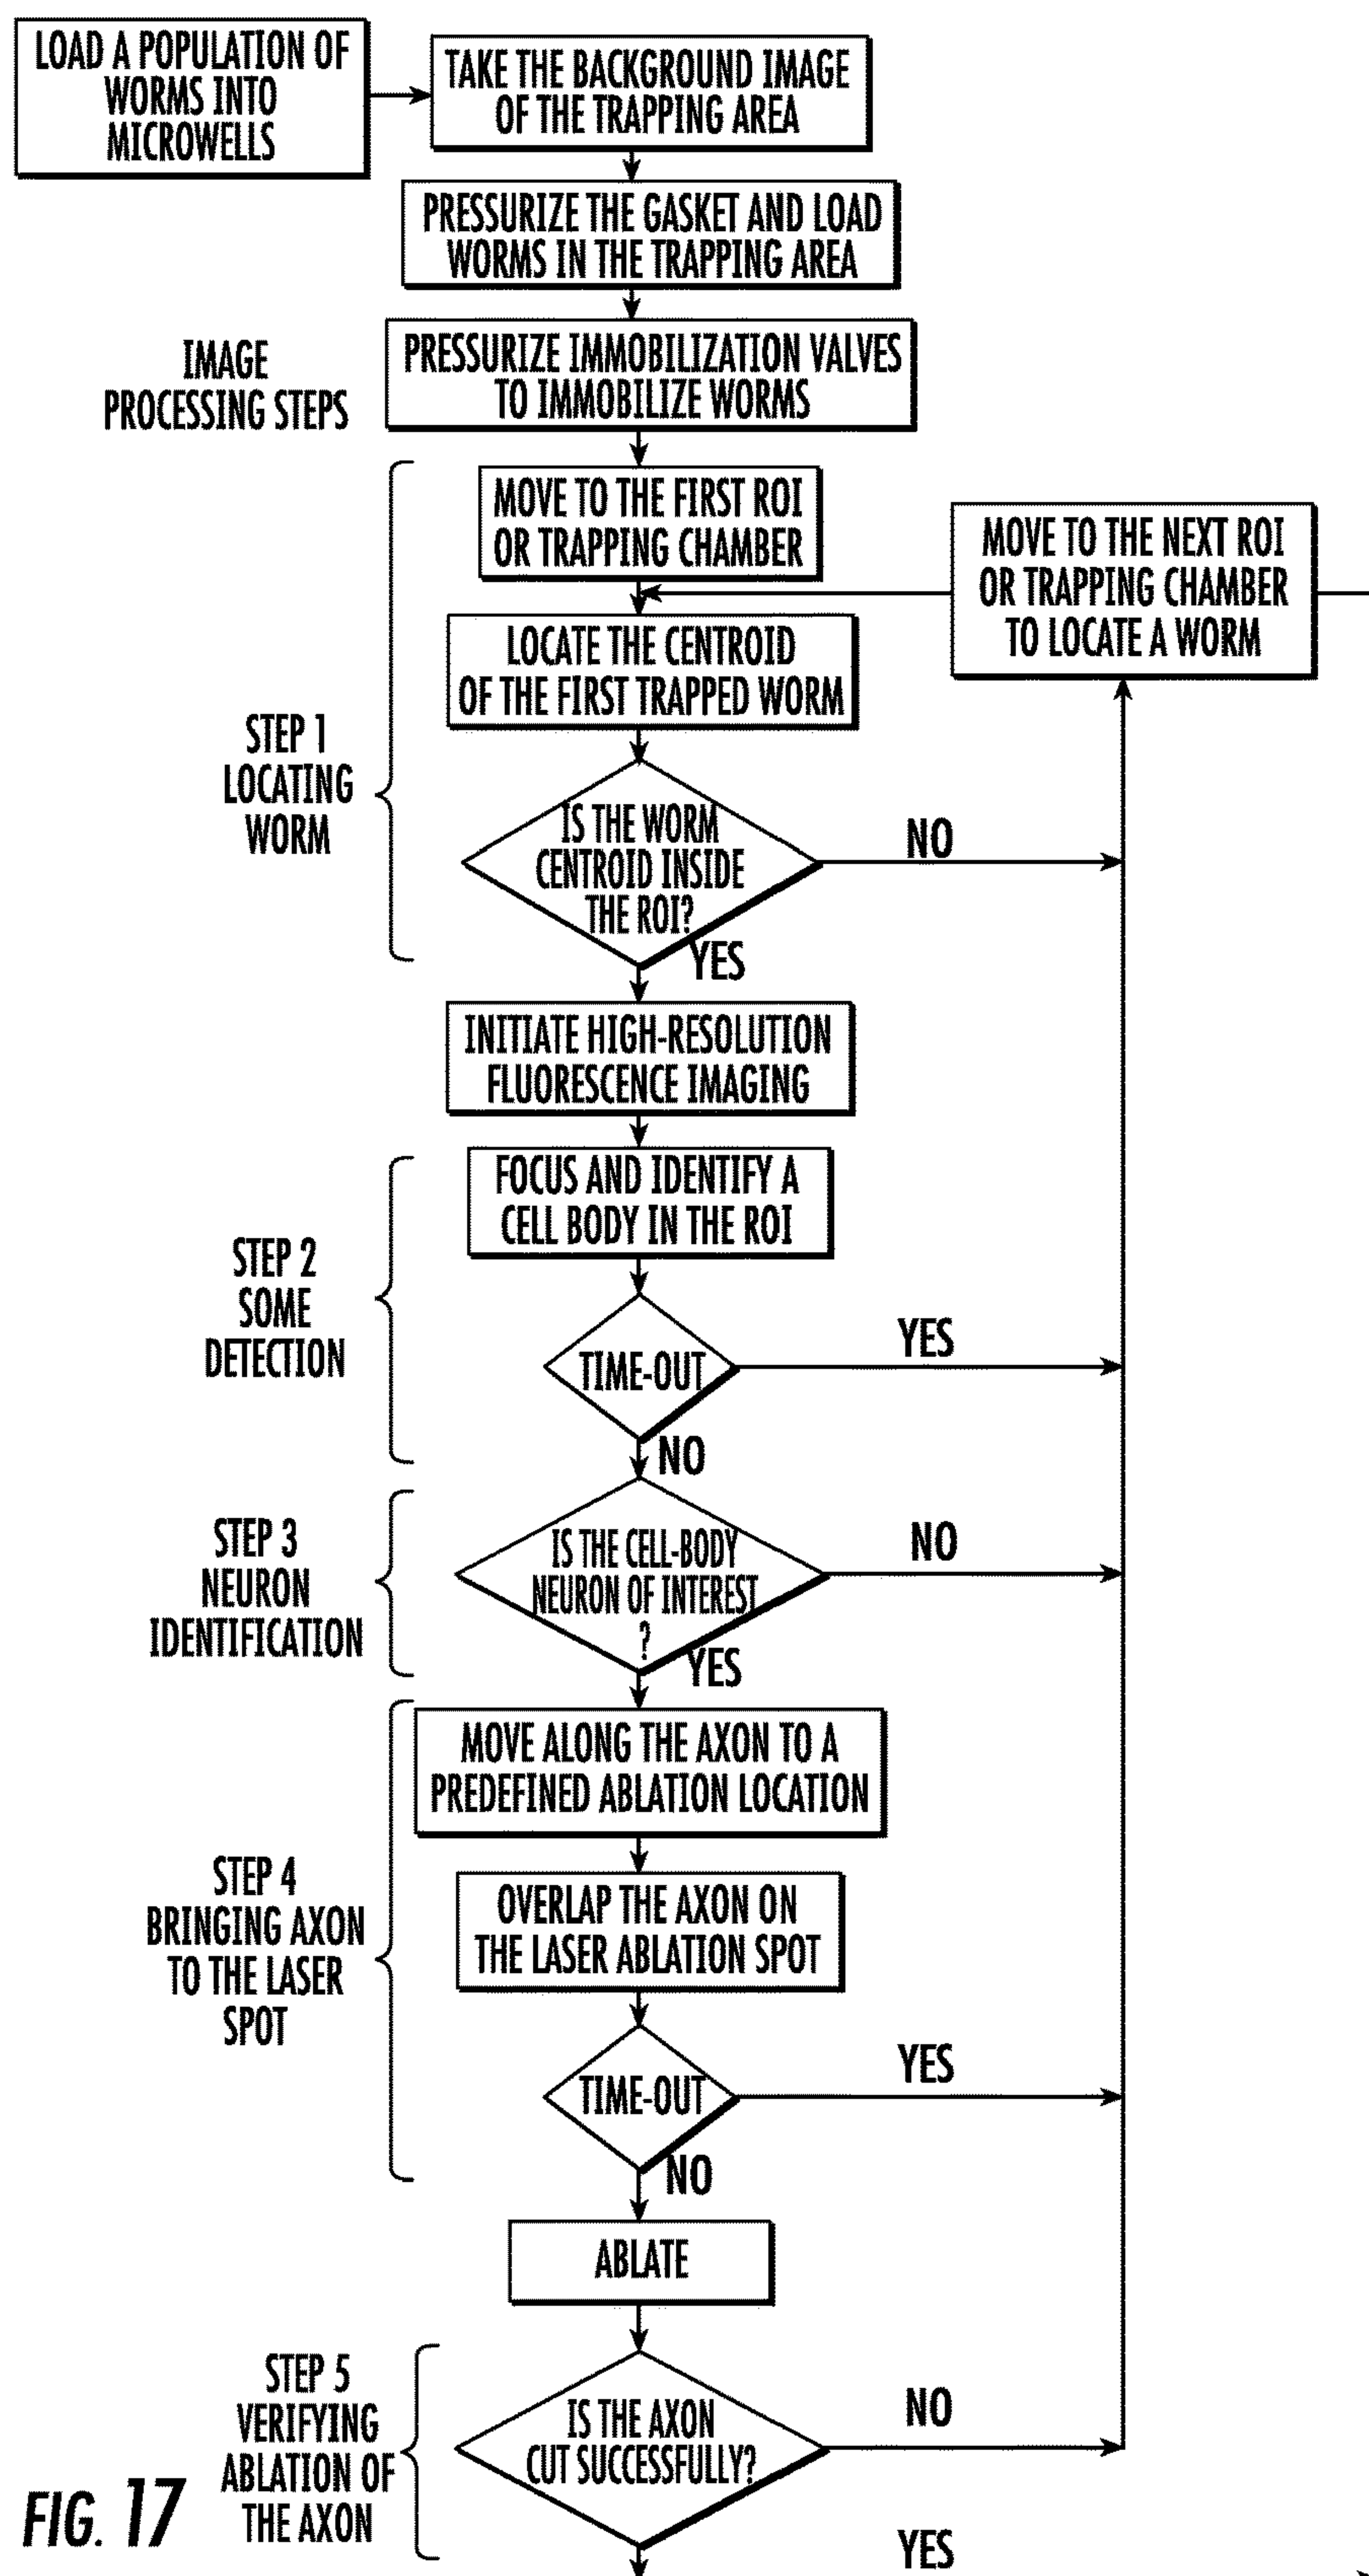 LOAD A POPULATION OF
WORMS INTO
MICROWELLS
TAKE THE BACKGROUND IMAGE
OF THE TRAPPING AREA
PRESSURIZE THE GASKET AND LOAD
WORMS IN THE TRAPPING AREA
PRESSURIZE IMMOBILIZATION VALVES
TO IMMOBILIZE WORMS
IMAGE
PROCESSING STEPS
MOVE TO THE FIRST ROI
OR TRAPPING CHAMBER
MOVE TO THE NEXT ROI
OR TRAPPING CHAMBER
TO LOCATE A WORM
LOCATE THE CENTROID
OF THE FIRST TRAPPED WORM
STEP 1
LOCATING
WORM
IS THE WORM
CENTROID INSIDE
THE ROI?
NO
YES
INITIATE HIGH-RESOLUTION
FLUORESCENCE IMAGING
FOCUS AND IDENTIFY A
CELL BODY IN THE ROI
STEP 2
SOME
DETECTION
TIME-OUT
YES
NO
STEP 3
NEURON
IDENTIFICATION
IS THE CELL-BODY
NEURON OF INTEREST
?
NO
YES
MOVE ALONG THE AXON TO A
PREDEFINED ABLATION LOCATION
STEP 4
BRINGING AXON
TO THE LASER
SPOT
OVERLAP THE AXON ON
THE LASER ABLATION SPOT
TIME-OUT
YES
NO
ABLATE
STEP 5
VERIFYING
ABLATION OF
THE AXON
IS THE AXON
CUT SUCCESSFULLY?
NO
YES
FIG. 17